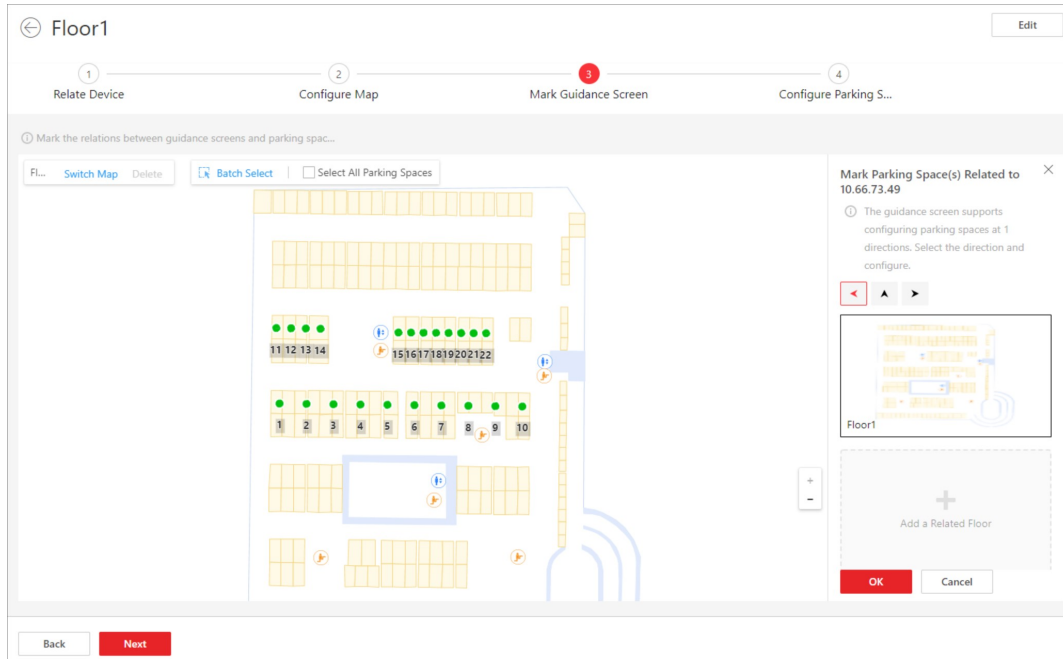 Floor1
Edit
1
2
3
4
Relate Device
Configure Map
Mark Guidance Screen
Configure Parking S...
Mark the relations between guidance screens and parking spac...
Fl...
Switch Map
Delete
Batch Select
Select All Parking Spaces
11 12 13 14
15 16 17 18 19 20 21 22
1 2 3 4 5 6 7 8 9 10
Mark Parking Space(s) Related to
10.66.73.49
The guidance screen supports
configuring parking spaces at 1
directions. Select the direction and
configure.
Floor1
+
Add a Related Floor
+
−
OK
Cancel
Back
Next